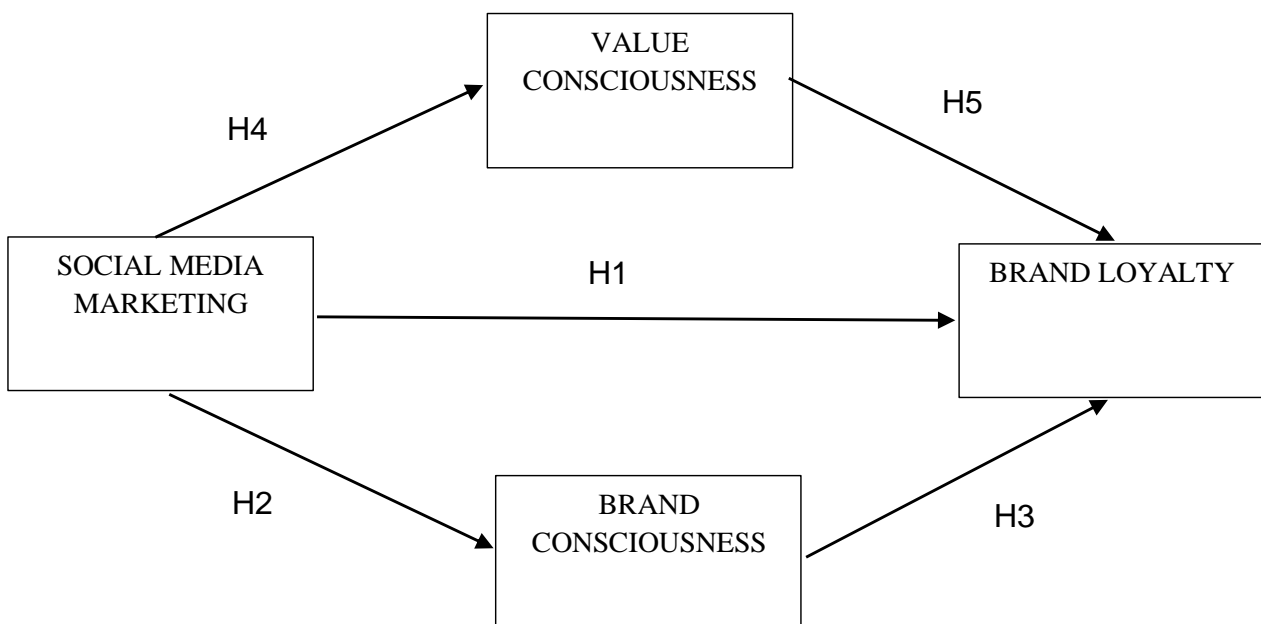 VALUE
CONSCIOUSNESS
H4
H5
SOCIAL MEDIA
MARKETING
H1
BRAND LOYALTY
H2
BRAND
CONSCIOUSNESS
H3